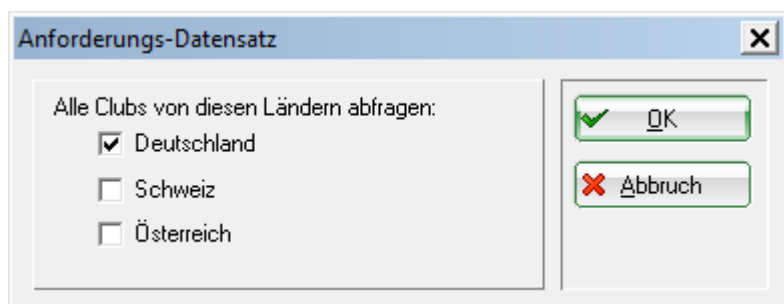 Anforderungs-Datensatz
Alle Clubs von diesen Ländern abfragen:
Deutschland
Schweiz
Österreich
OK
Abbruch